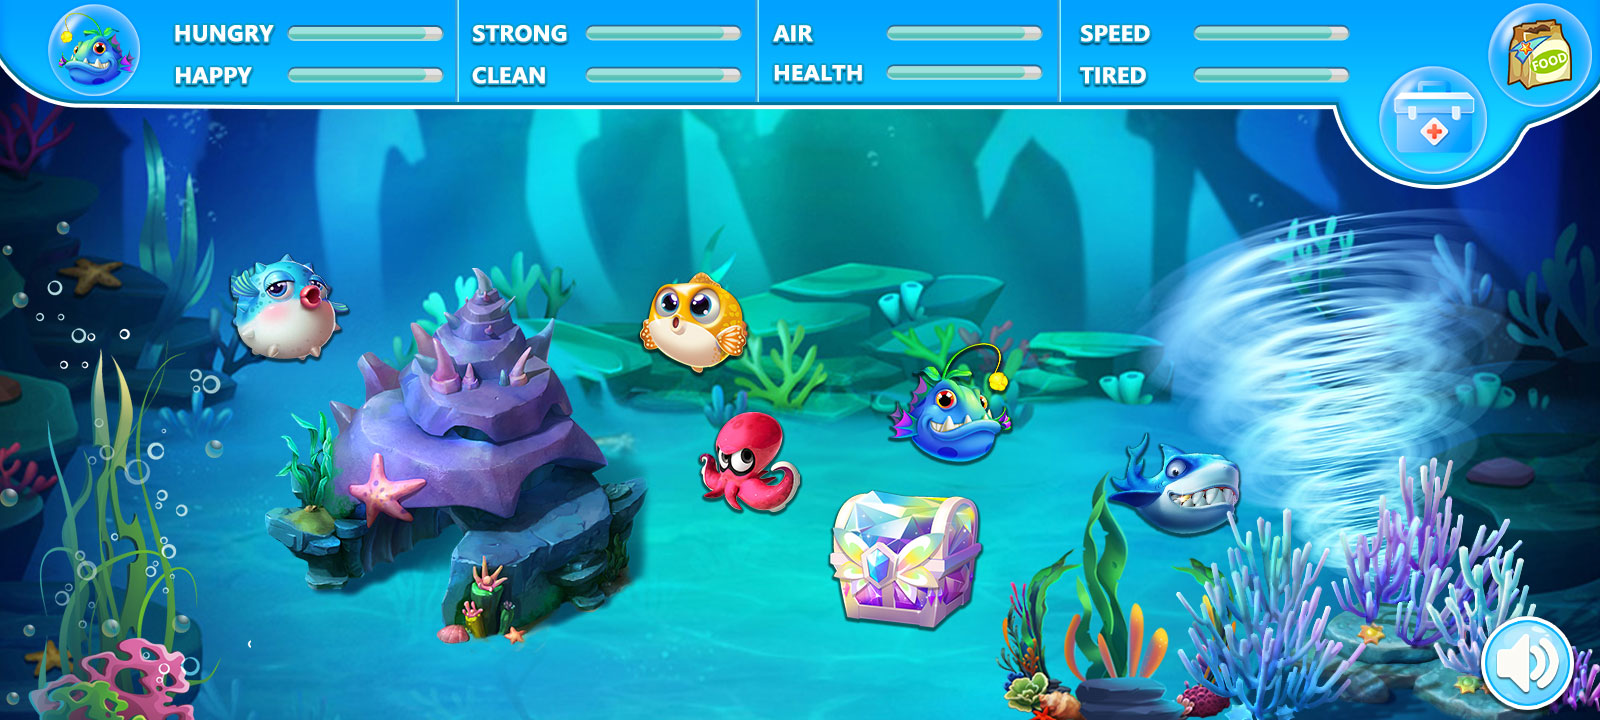 HUNGRY
HAPPY
STRONG
CLEAN
AIR
HEALTH
SPEED
TIRED
FOOD